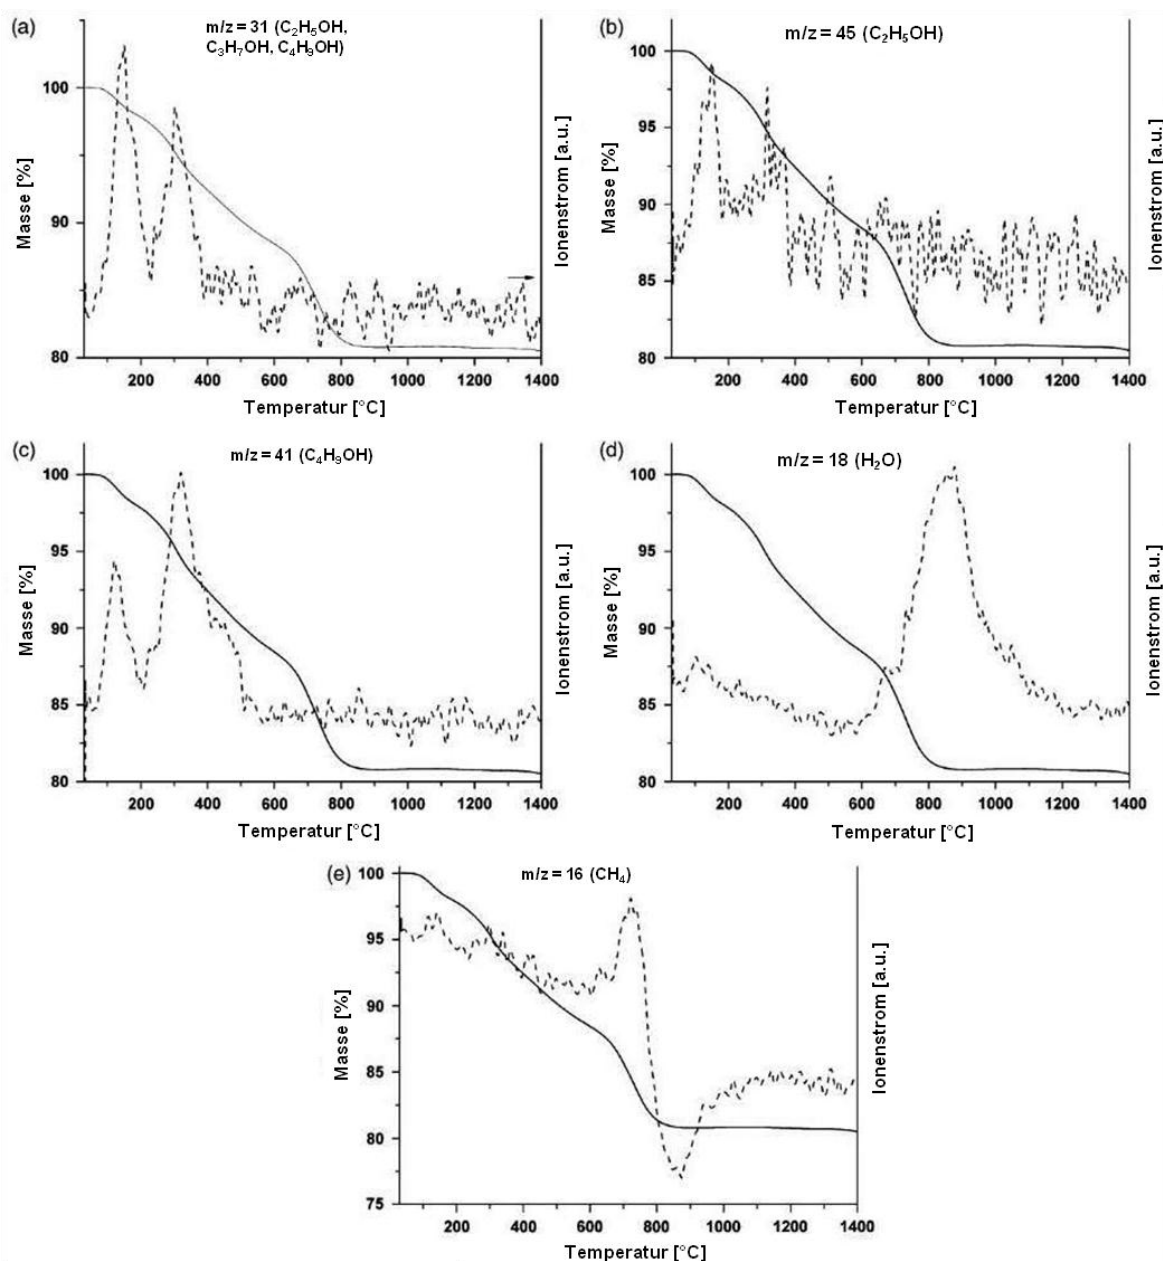 (a)
m/z = 31 (C₂H₅OH,
C₃H₇OH, C₄H₉OH)
Masse [%]
100
90
80
200 400 600 800 1000 1200 1400
Temperatur [°C]
Ionenstrom [a.u.]
(b)
m/z = 45 (C₂H₅OH)
Masse [%]
100
95
90
85
80
200 400 600 800 1000 1200 1400
Temperatur [°C]
Ionenstrom [a.u.]
(c)
m/z = 41 (C₄H₉OH)
Masse [%]
100
95
90
85
80
200 400 600 800 1000 1200 1400
Temperatur [°C]
Ionenstrom [a.u.]
(d)
m/z = 18 (H₂O)
Masse [%]
100
95
90
85
80
200 400 600 800 1000 1200 1400
Temperatur [°C]
Ionenstrom [a.u.]
(e)
m/z = 16 (CH₄)
Masse [%]
100
95
90
85
80
75
200 400 600 800 1000 1200 1400
Temperatur [°C]
Ionenstrom [a.u.]